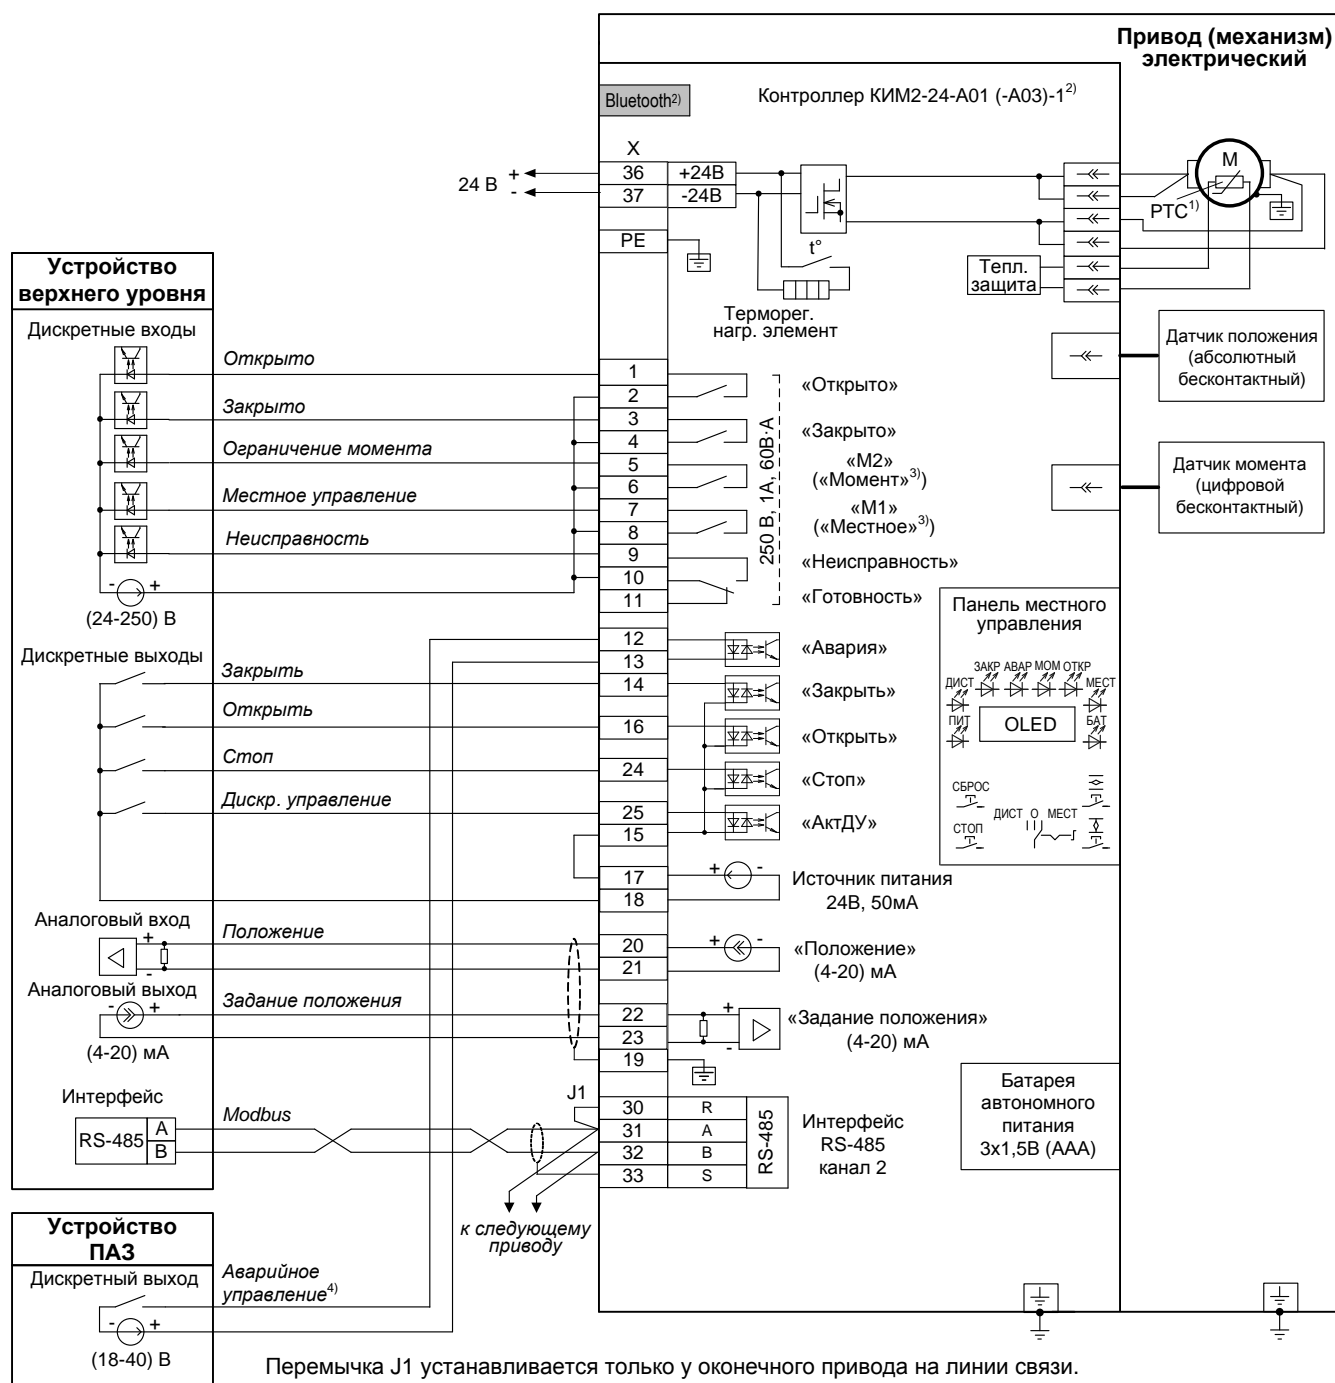 Привод (механизм)
электрический
Bluetooth2)
Контроллер КИМ2-24-А01 (-А03)-1 2)
X
24 В
+
-
36
+24В
37
-24В
PE
t°
Терморег.
нагр. элемент
Тепл.
защита
M
PTC1)
Датчик положения
(абсолютный
бесконтактный)
Датчик момента
(цифровой
бесконтактный)
Устройство
верхнего уровня
Дискретные входы
Открыто
Закрыто
Ограничение момента
Местное управление
Неисправность
- +
(24-250) В
1
2
3
4
5
6
7
8
9
10
11
250 В, 1А, 60В·А
«Открыто»
«Закрыто»
«М2»
(«Момент»3))
«М1»
(«Местное»3))
«Неисправность»
«Готовность»
Дискретные выходы
Закрыть
Открыть
Стоп
Дискр. управление
12
13
14
16
24
25
15
17
18
«Авария»
«Закрыть»
«Открыть»
«Стоп»
«АктДУ»
+ -
Источник питания
24В, 50мА
Панель местного
управления
ЗАКР АВАР МОМ ОТКР
ДИСТ
МЕСТ
ПИТ
OLED
БАТ
СБРОС
ДИСТ О МЕСТ
СТОП
Аналоговый вход
+
-
Положение
20
21
+ -
«Положение»
(4-20) мА
Аналоговый выход
- +
(4-20) мА
Задание положения
22
23
19
+
-
«Задание положения»
(4-20) мА
Интерфейс
RS-485
A
B
Modbus
J1
30
R
31
A
32
B
33
S
RS-485
Интерфейс
RS-485
канал 2
к следующему
приводу
Батарея
автономного
питания
3х1,5В (ААА)
Устройство
ПАЗ
Дискретный выход
Аварийное
управление4)
- +
(18-40) В
Перемычка J1 устанавливается только у оконечного привода на линии связи.